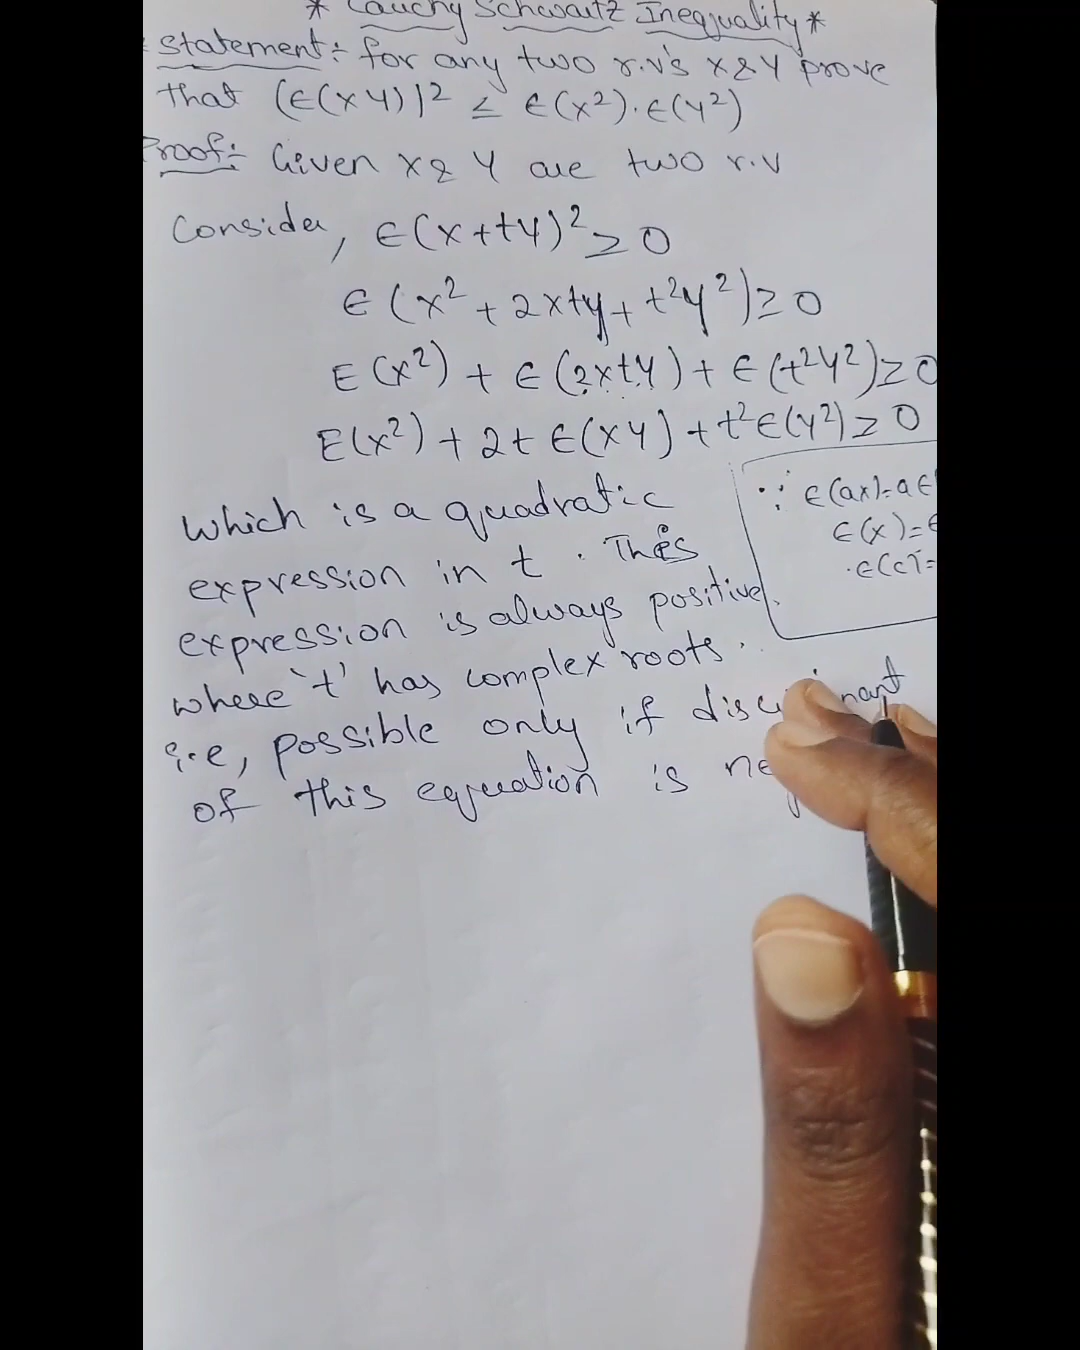 * Cauchy Schwartz Inequality *
Statement:- for any two r.v's X & Y prove
that (E(XY))² ≤ E(X²).E(Y²)
Proof:- Given X & Y are two r.v
Consider, E(X+tY)² ≥ 0
E(X² + 2XtY + t²Y²) ≥ 0
E(X²) + E(2XtY) + E(t²Y²) ≥ 0
E(X²) + 2t E(XY) + t²E(Y²) ≥ 0
which is a quadratic
expression in t. This
expression is always positive.
where 't' has complex roots.
i.e, possible only if
of this equation is
∵ E(ax)=a E
E(x)=
E(c)=